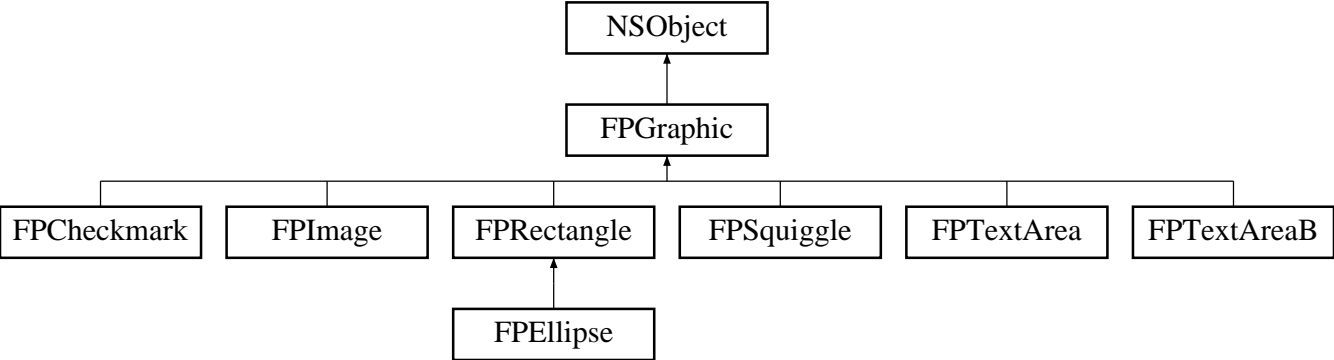 NSObject
FPGraphic
FPCheckmark FPImage FPRectangle FPSquiggle FPTextArea FPTextAreaB
FPEllipse